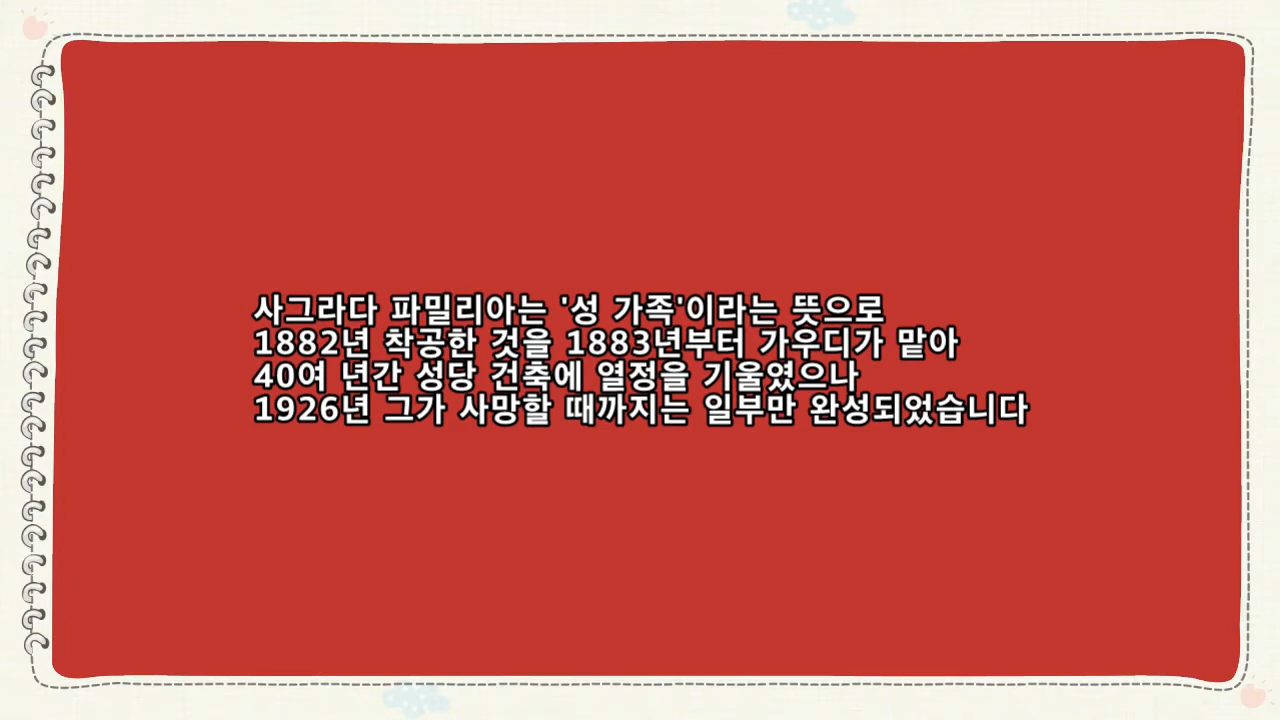 사그라다 파밀리아는 '성 가족'이라는 뜻으로
1882년 착공한 것을 1883년부터 가우디가 맡아
40여 년간 성당 건축에 열정을 기울였으나
1926년 그가 사망할 때까지는 일부만 완성되었습니다